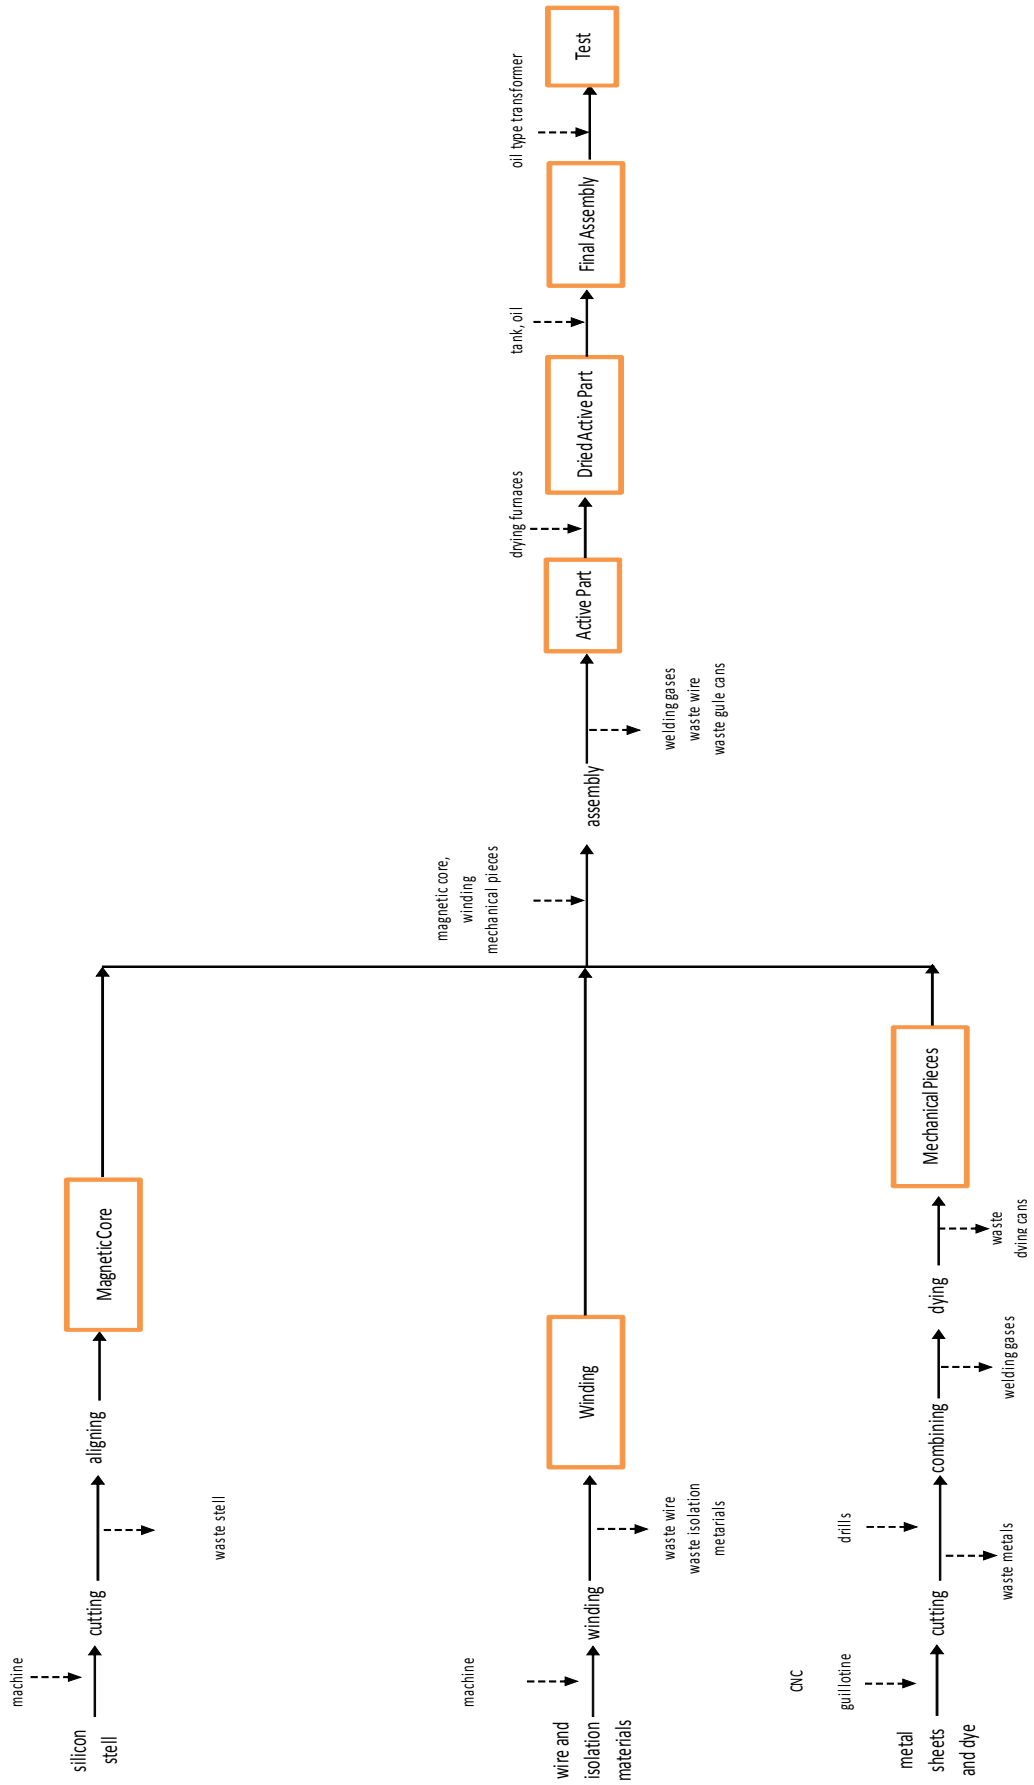 machine
silicon
stell
cutting
waste stell
aligning
Magnetic Core
machine
wire and
isolation
materials
winding
waste wire
waste isolation
metarials
Winding
CNC
guillotine
metal
sheets
and dye
cutting
drills
waste metals
combining
welding gases
dying
waste
dying cans
Mechanical Pieces
magnetic core,
winding
mechanical pieces
assembly
welding gases
waste wire
waste gule cans
Active Part
drying furnaces
Dried Active Part
tank, oil
Final Assembly
oil type transformer
Test